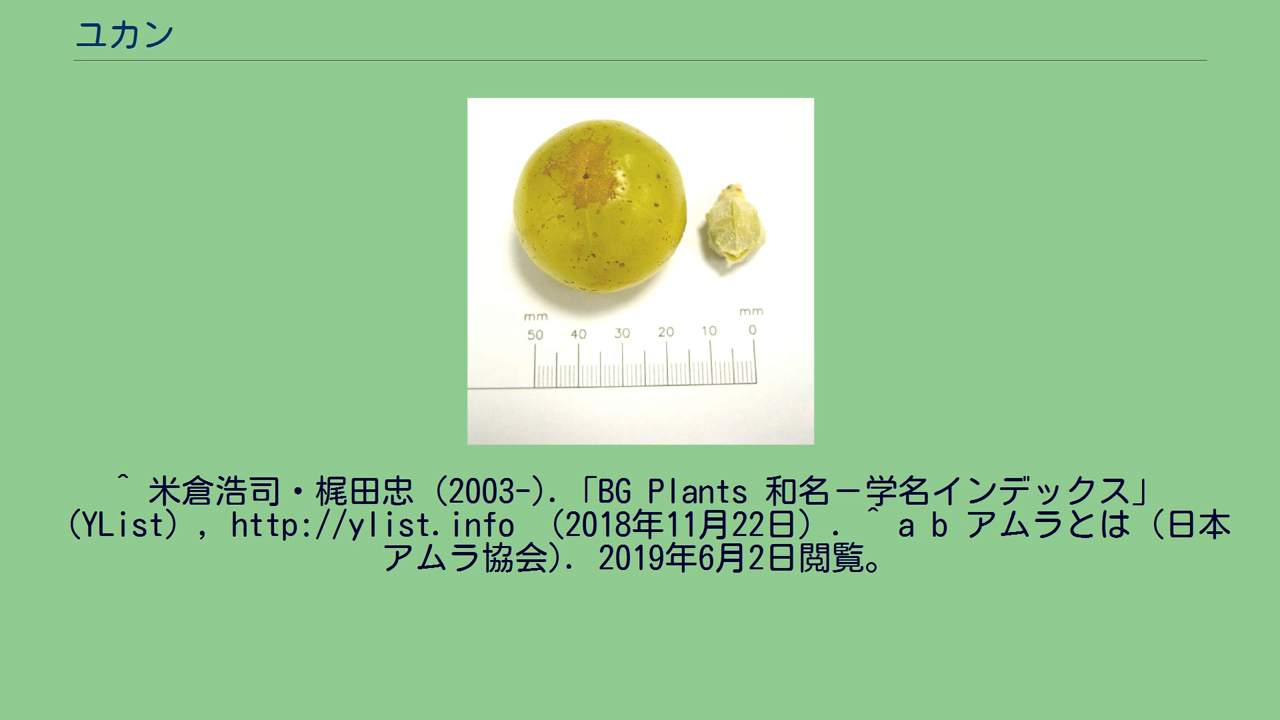 ユカン
mm mm
50 40 30 20 10 0
^ 米倉浩司・梶田忠 (2003-).「BG Plants 和名－学名インデックス」
(YList), http://ylist.info (2018年11月22日). ^ a b アムラとは (日本
アムラ協会). 2019年6月2日閲覧。